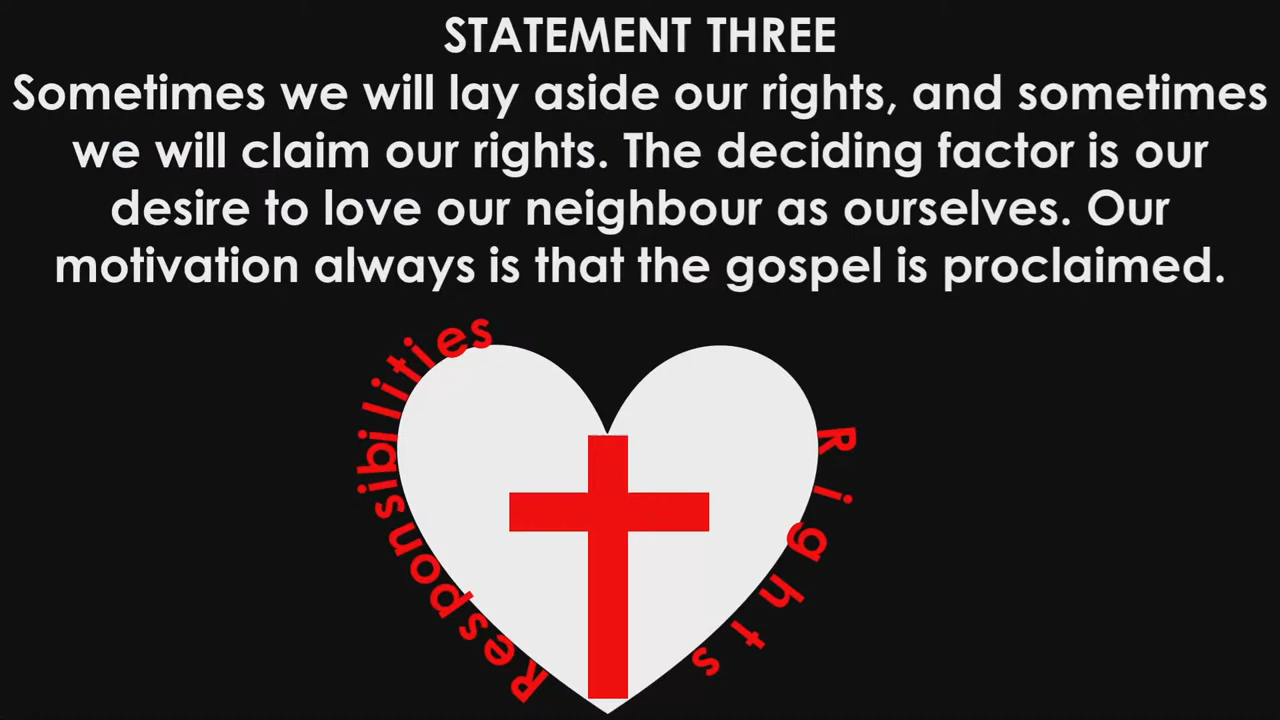 STATEMENT THREE
Sometimes we will lay aside our rights, and sometimes
we will claim our rights. The deciding factor is our
desire to love our neighbour as ourselves. Our
motivation always is that the gospel is proclaimed.
Responsibilities
Rights